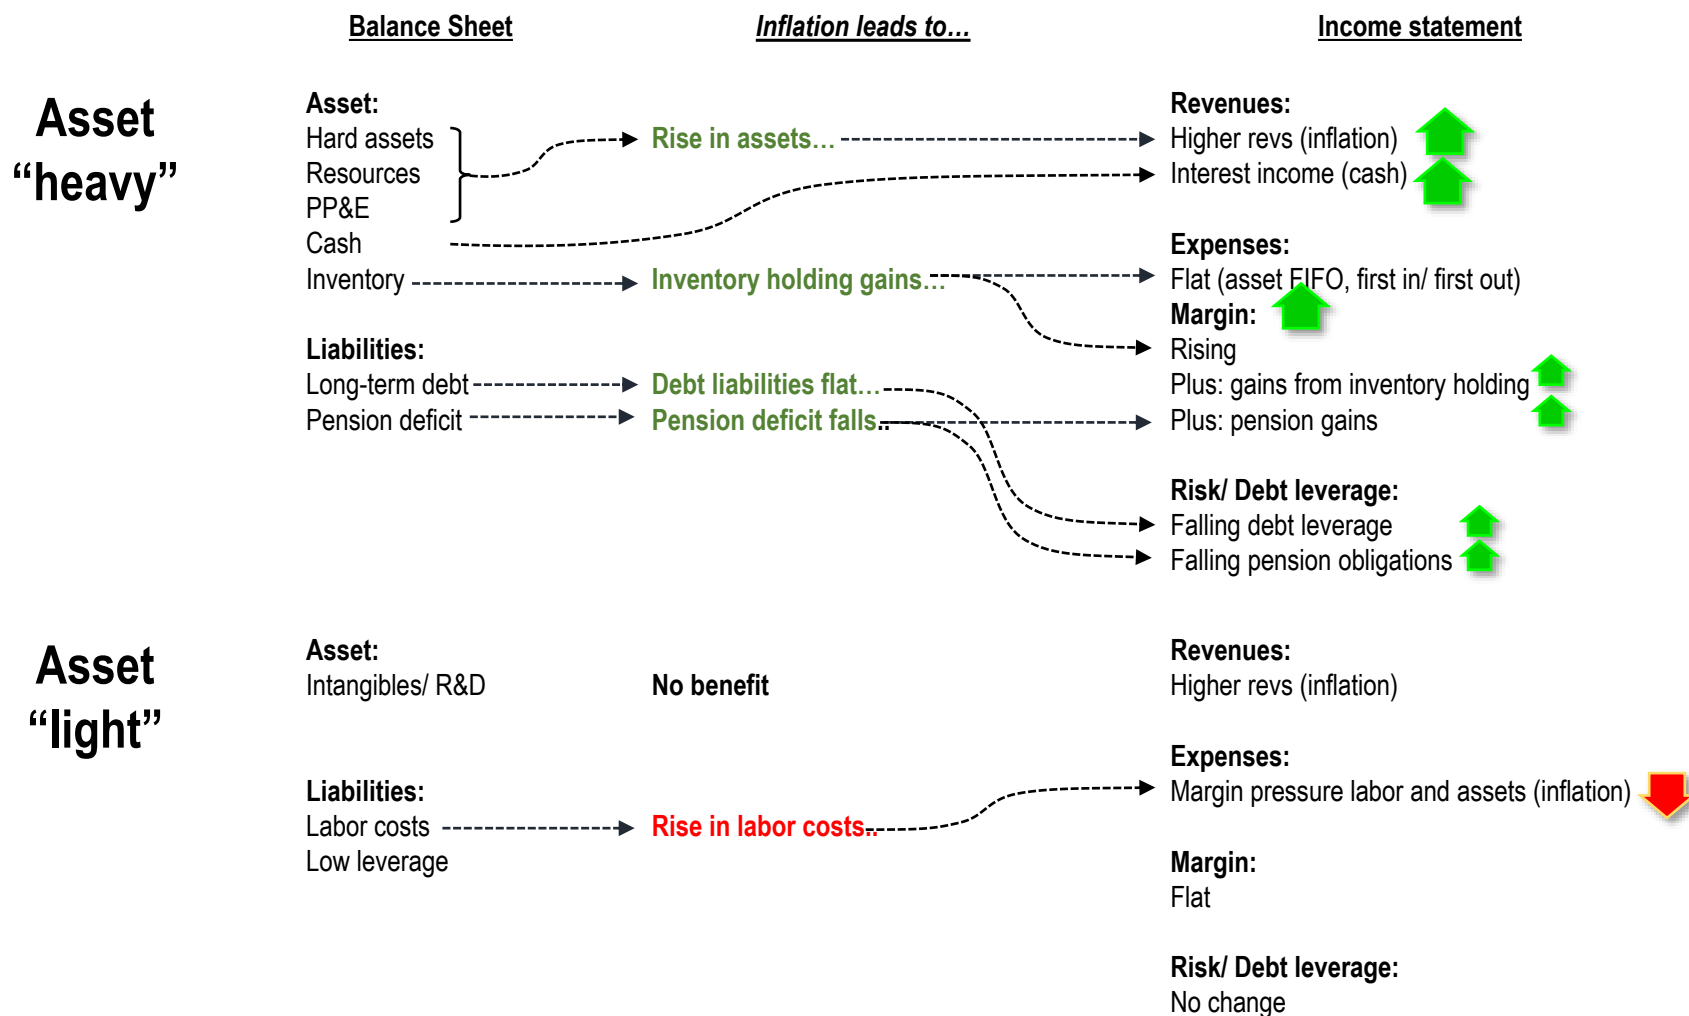 Balance Sheet
Inflation leads to…
Income statement
Asset
“heavy”
Asset:
Hard assets
Resources
PP&E
Cash
Inventory
Liabilities:
Long-term debt
Pension deficit
Rise in assets…
Inventory holding gains…
Debt liabilities flat…
Pension deficit falls..
Revenues:
Higher revs (inflation)
Interest income (cash)
Expenses:
Flat (asset FIFO, first in/ first out)
Margin:
Rising
Plus: gains from inventory holding
Plus: pension gains
Risk/ Debt leverage:
Falling debt leverage
Falling pension obligations
Asset
“light”
Asset:
Intangibles/ R&D
Liabilities:
Labor costs
Low leverage
No benefit
Rise in labor costs..
Revenues:
Higher revs (inflation)
Expenses:
Margin pressure labor and assets (inflation)
Margin:
Flat
Risk/ Debt leverage:
No change